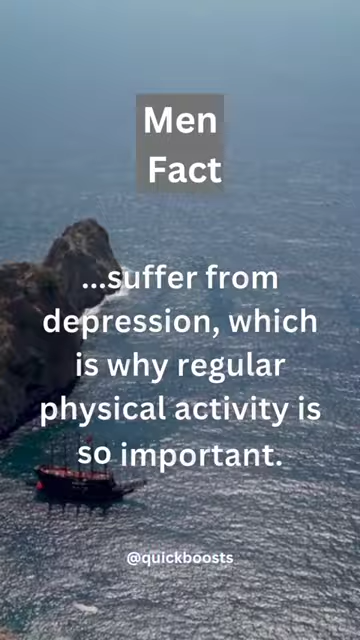 Men
Fact
...suffer from
depression, which
is why regular
physical activity is
so important.
@quickboosts